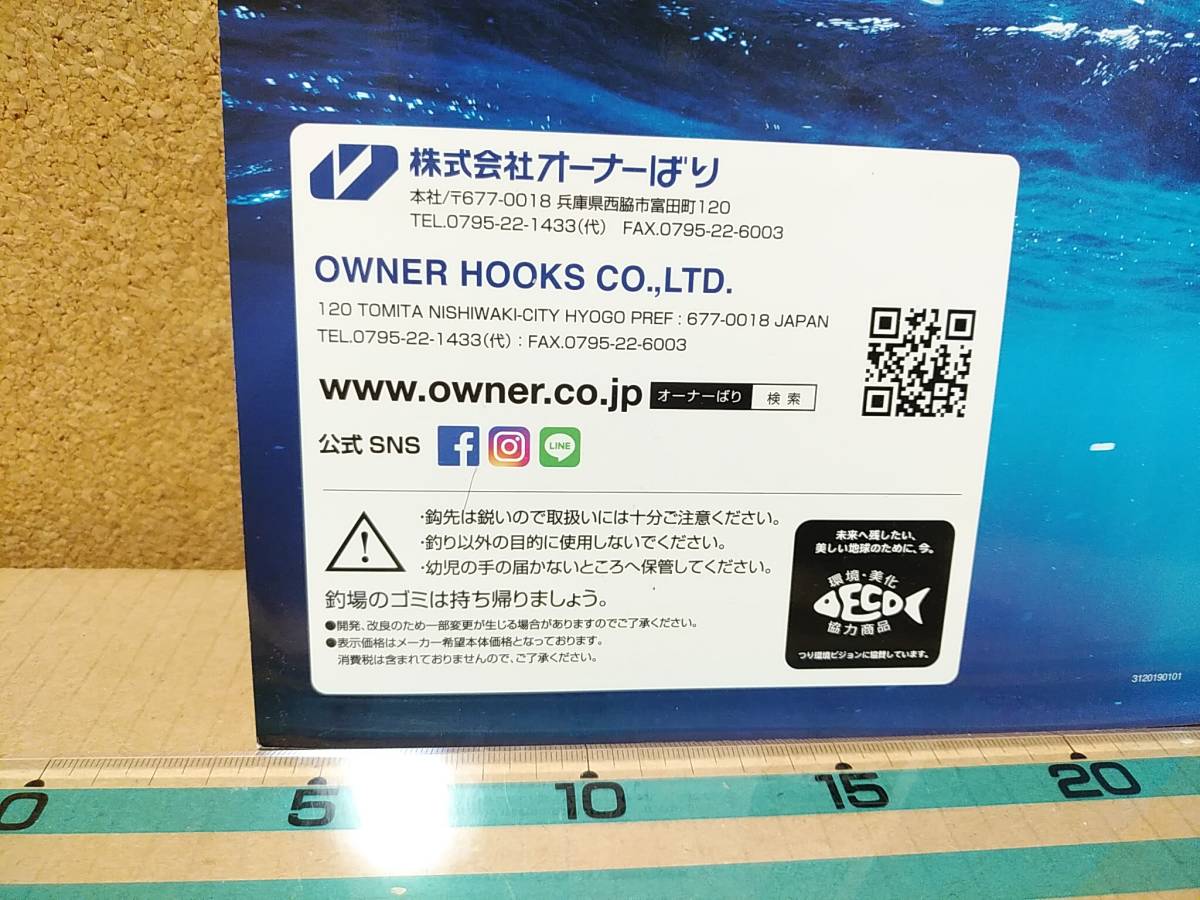 株式会社オーナーばり
本社/〒677-0018 兵庫県西脇市富田町120
TEL.0795-22-1433(代) FAX.0795-22-6003
OWNER HOOKS CO.,LTD.
120 TOMITA NISHIWAKI-CITY HYOGO PREF : 677-0018 JAPAN
TEL.0795-22-1433(代) : FAX.0795-22-6003
www.owner.co.jp オーナーばり 検索
公式 SNS
LINE
・鈎先は鋭いので取扱いには十分ご注意ください。
・釣り以外の目的に使用しないでください。
・幼児の手の届かないところへ保管してください。
釣場のゴミは持ち帰りましょう。
●開発、改良のため一部変更が生じる場合がありますのでご了承ください。
●表示価格はメーカー希望本体価格となっております。
消費税は含まれておりませんので、ご了承ください。
未来へ残したい、
美しい地球のために、今。
環境・美化
ECO
協力商品
つり環境ビジョンに協賛しています。
3120190101
0 5 10 15 20